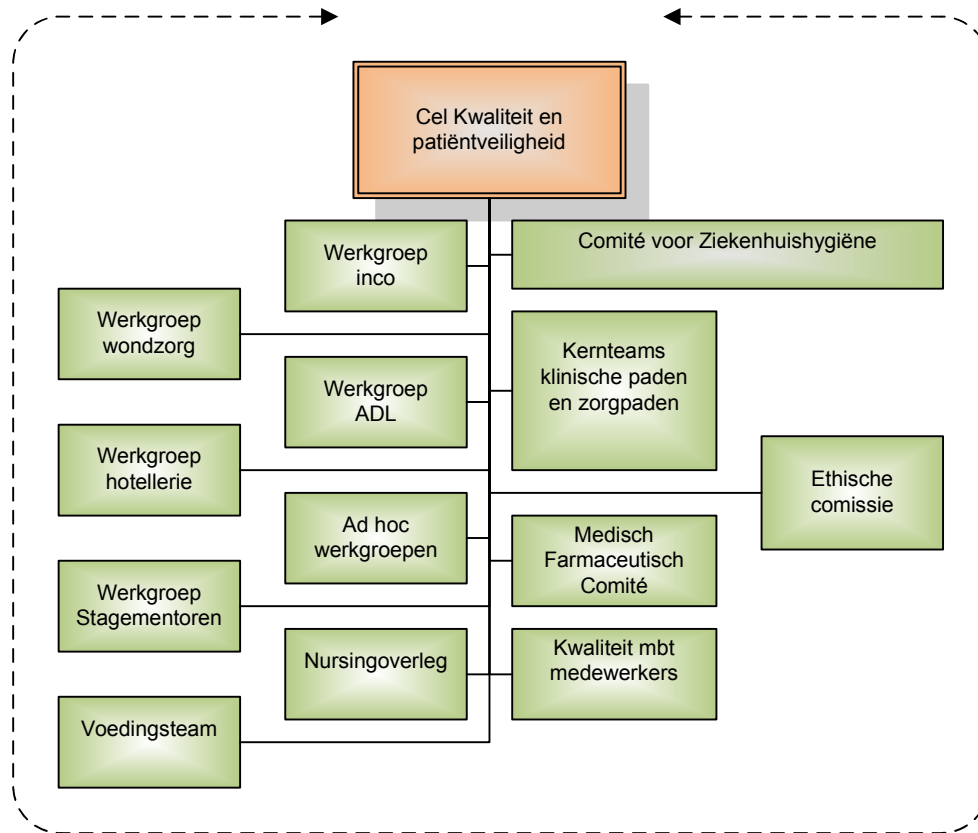 Cel Kwaliteit en
patiëntveiligheid
Werkgroep
inco
Comité voor Ziekenhuishygiëne
Werkgroep
wondzorg
Kernteams
klinische paden
en zorgpaden
Werkgroep
ADL
Werkgroep
hotellerie
Ethische
comissie
Ad hoc
werkgroepen
Medisch
Farmaceutisch
Comité
Werkgroep
Stagementoren
Nursingoverleg
Kwaliteit mbt
medewerkers
Voedingsteam